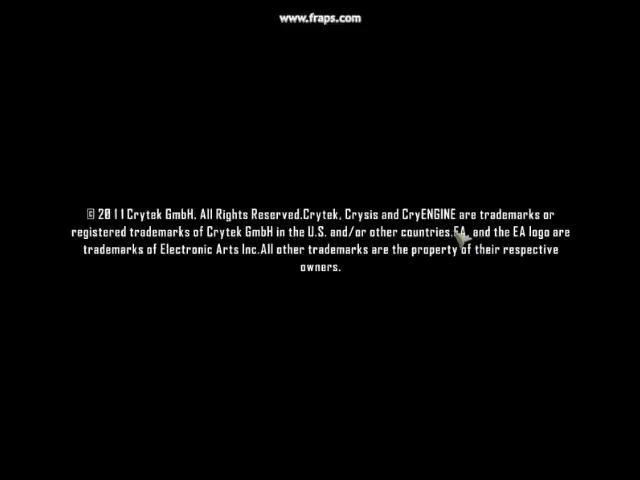 www.fraps.com
© 2011 Crytek GmbH. All Rights Reserved.Crytek, Crysis and CryENGINE are trademarks or
registered trademarks of Crytek GmbH in the U.S. and/or other countries.EA, and the EA logo are
trademarks of Electronic Arts Inc.All other trademarks are the property of their respective
owners.